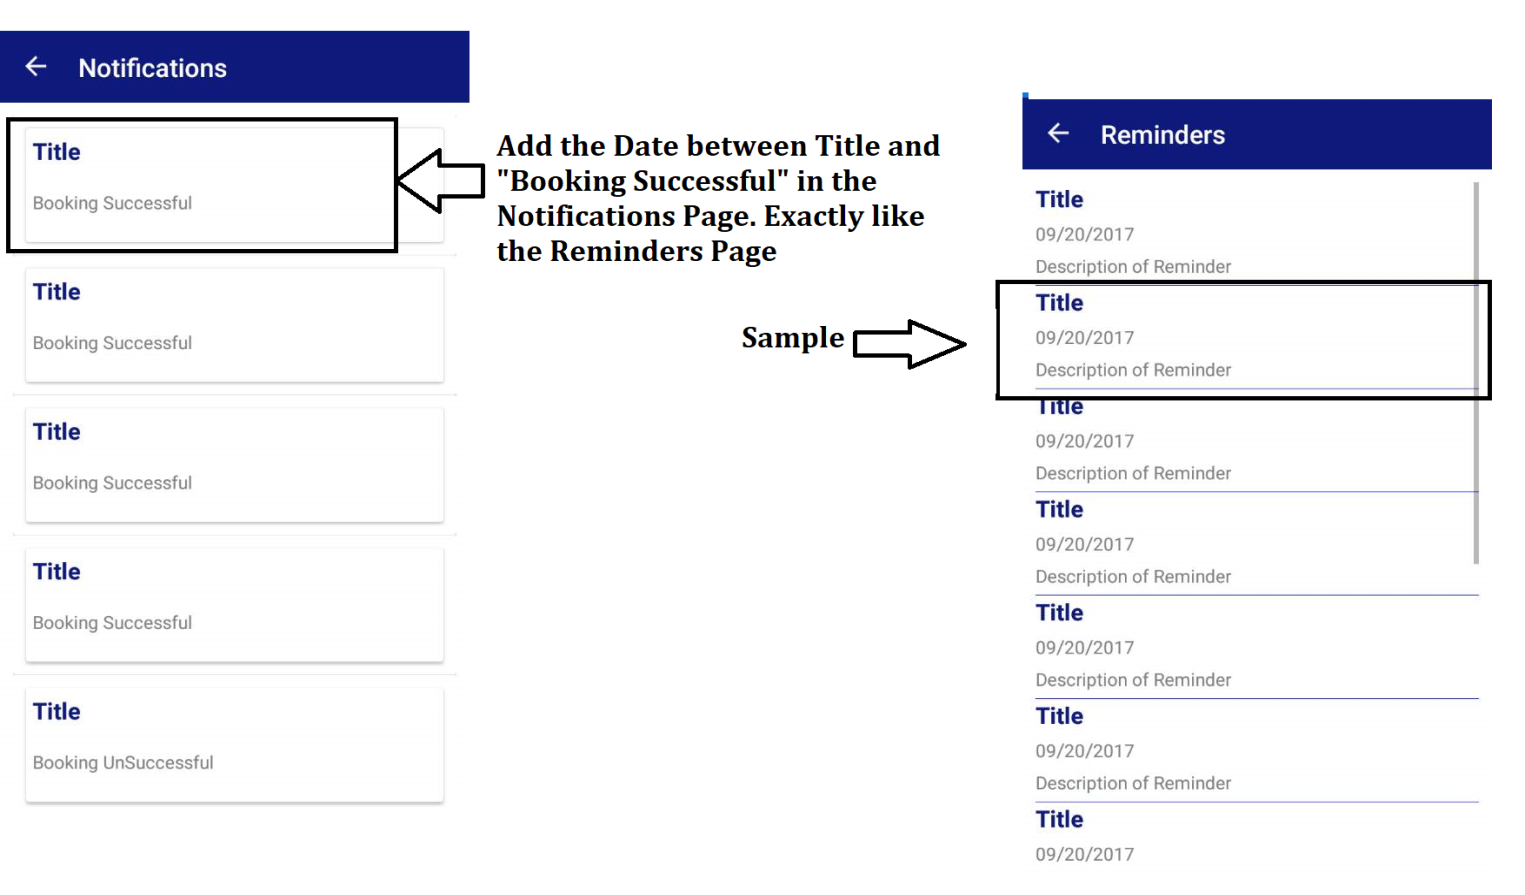 Notifications
Title
Booking Successful
Title
Booking Successful
Title
Booking Successful
Title
Booking Successful
Title
Booking UnSuccessful
Add the Date between Title and
"Booking Successful" in the
Notifications Page. Exactly like
the Reminders Page
Sample
Reminders
Title
09/20/2017
Description of Reminder
Title
09/20/2017
Description of Reminder
Title
09/20/2017
Description of Reminder
Title
09/20/2017
Description of Reminder
Title
09/20/2017
Description of Reminder
Title
09/20/2017
Description of Reminder
Title
09/20/2017